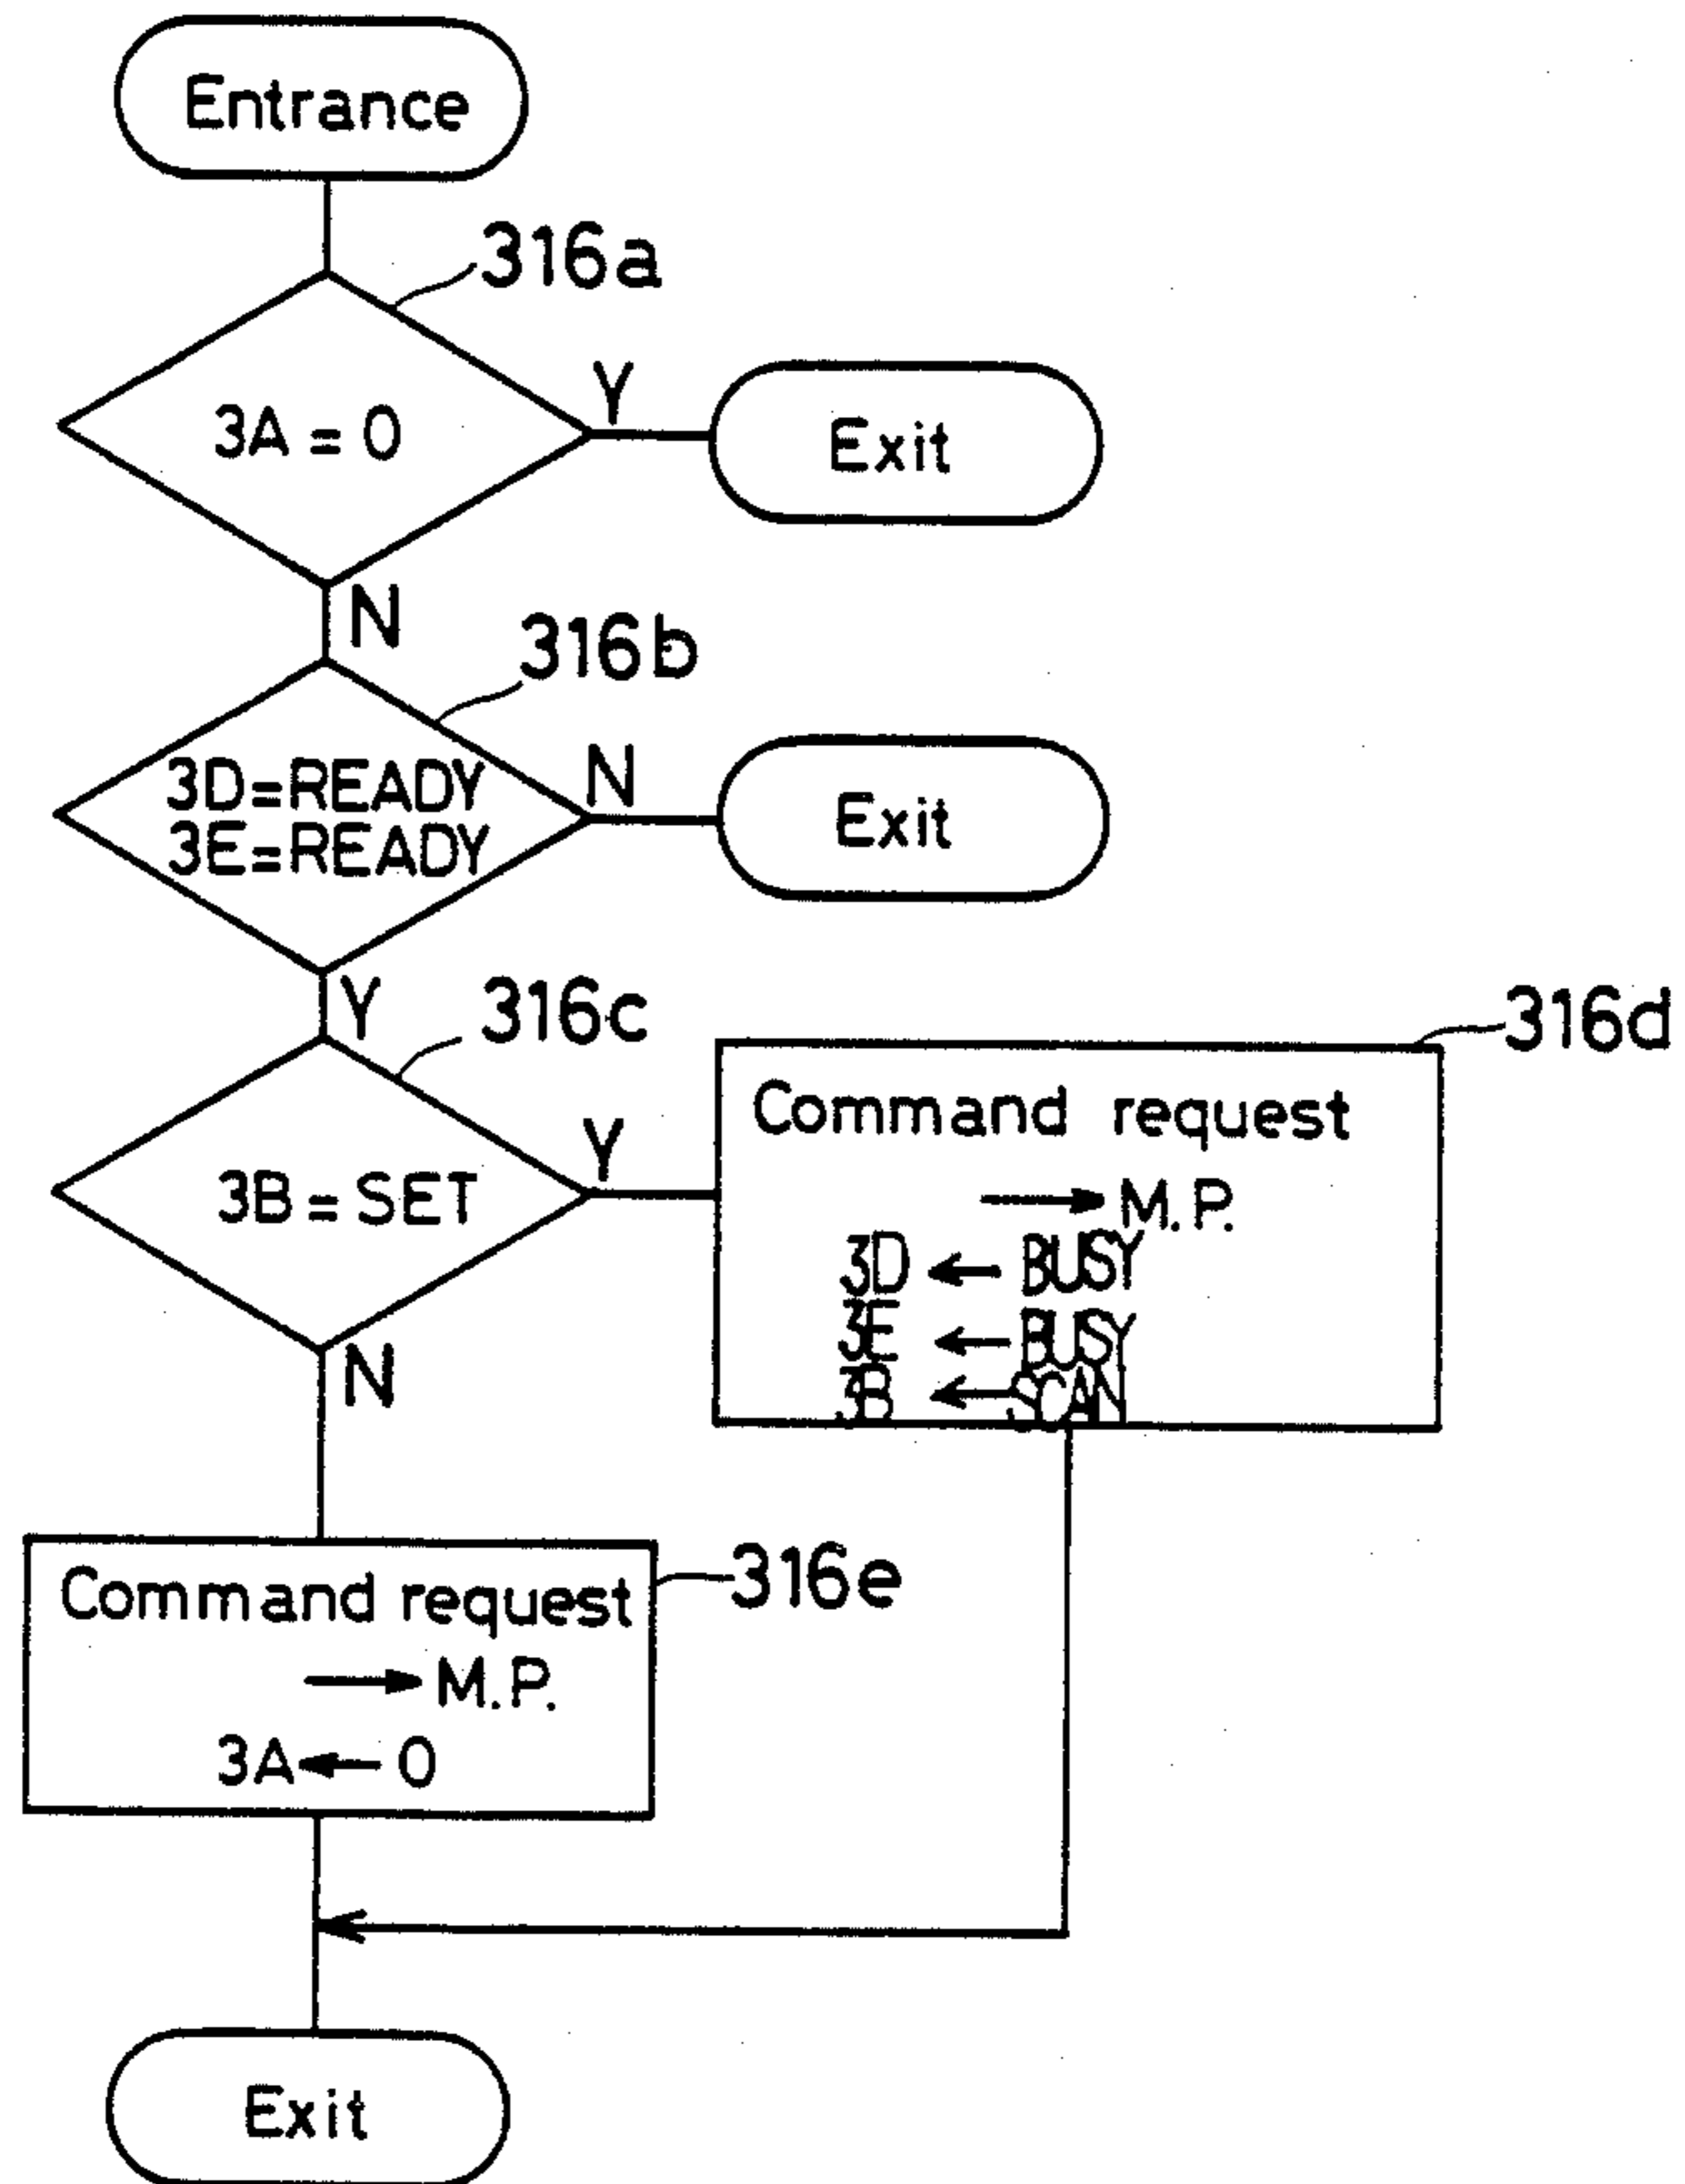 Entrance
316a
3A = 0
Y
Exit
N
316b
3D=READY
3E=READY
N
Exit
Y
316c
3B = SET
Y
316d
Command request
→ M.P.
3D ← BUSY
3E ← BUSY
3B ← SCAN
N
316e
Command request
→ M.P.
3A ← 0
Exit